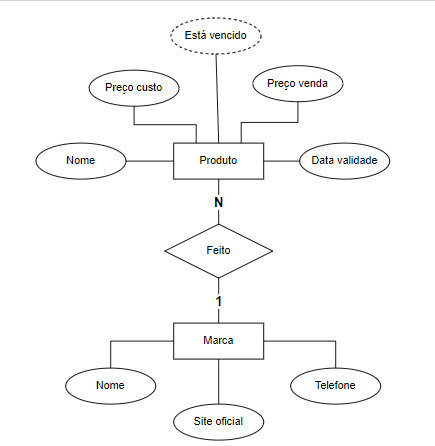 Está vencido
Preço custo
Preço venda
Nome
Produto
Data validade
N
Feito
1
Marca
Nome
Telefone
Site oficial